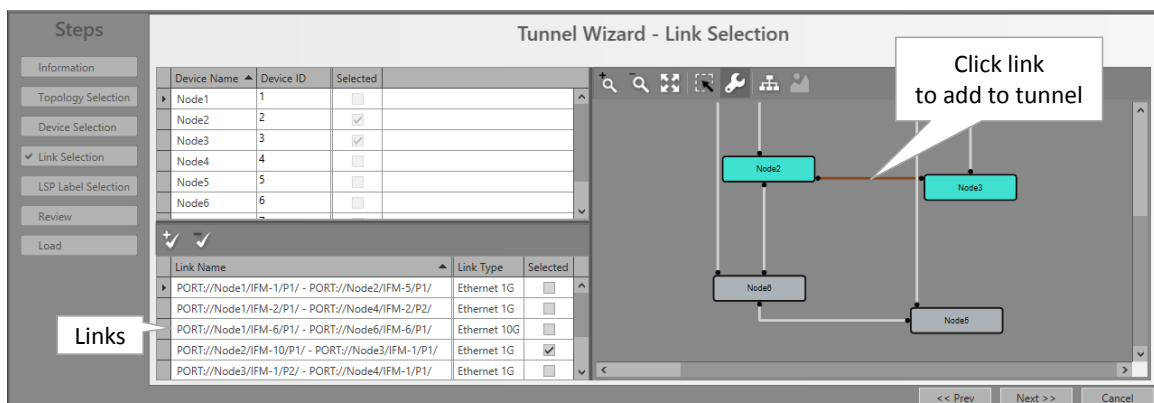 Steps
Tunnel Wizard - Link Selection
Information
Topology Selection
Device Selection
Link Selection
LSP Label Selection
Review
Load
Device Name Device ID Selected
Node1 1
Node2 2
Node3 3
Node4 4
Node5 5
Node6 6
Link Name Link Type Selected
PORT://Node1/IFM-1/P1/ - PORT://Node2/IFM-5/P1/ Ethernet 1G
PORT://Node1/IFM-2/P1/ - PORT://Node4/IFM-2/P2/ Ethernet 1G
PORT://Node1/IFM-6/P1/ - PORT://Node6/IFM-6/P1/ Ethernet 10G
PORT://Node2/IFM-10/P1/ - PORT://Node3/IFM-1/P1/ Ethernet 1G
PORT://Node3/IFM-1/P2/ - PORT://Node4/IFM-1/P1/ Ethernet 1G
Links
Click link
to add to tunnel
Node2
Node3
Node6
Node5
<< Prev
Next >>
Cancel